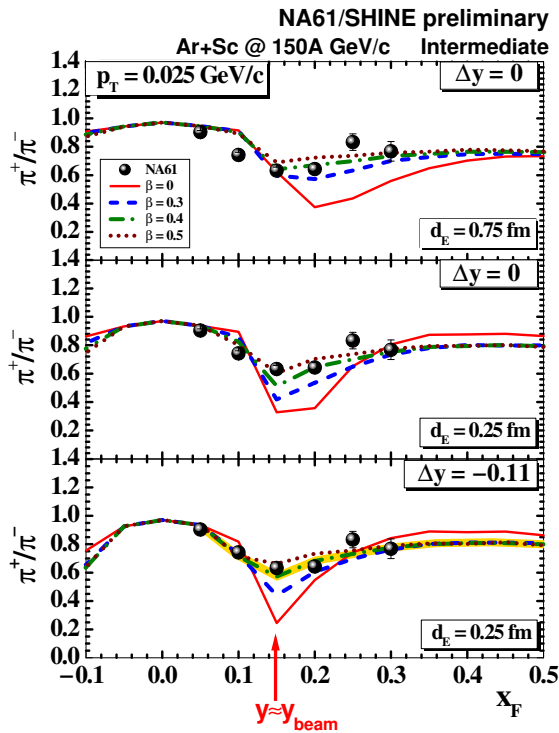 NA61/SHINE preliminary
Ar+Sc @ 150A GeV/c Intermediate
p_T = 0.025 GeV/c
Δy = 0
1.4
1.2
1.0
0.8
0.6
0.4
0.2
π⁺/π⁻
NA61
β = 0
β = 0.3
β = 0.4
β = 0.5
d_E = 0.75 fm
1.4
Δy = 0
1.2
1.0
0.8
0.6
0.4
0.2
π⁺/π⁻
d_E = 0.25 fm
1.4
Δy = −0.11
1.2
1.0
0.8
0.6
0.4
0.2
0.0
π⁺/π⁻
d_E = 0.25 fm
−0.1 0.0 0.1 0.2 0.3 0.4 0.5
x_F
y≈y_beam